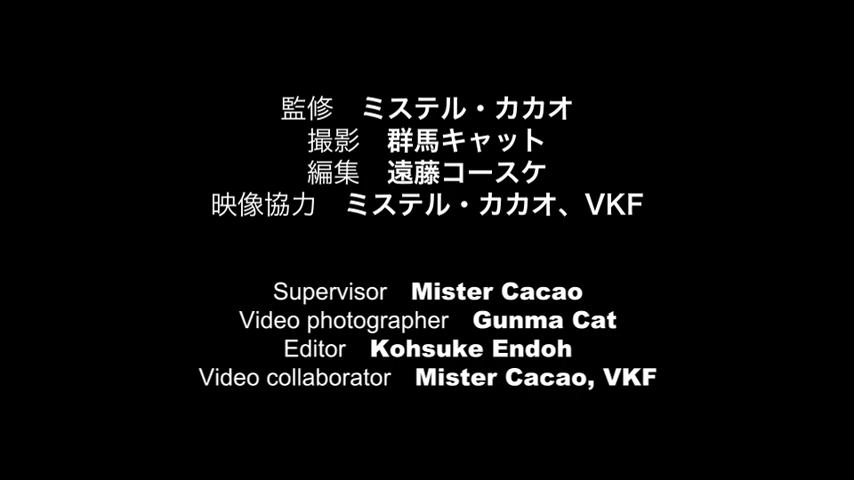 監修　ミステル・カカオ
撮影　群馬キャット
編集　遠藤コースケ
映像協力　ミステル・カカオ、VKF
Supervisor　Mister Cacao
Video photographer　Gunma Cat
Editor　Kohsuke Endoh
Video collaborator　Mister Cacao, VKF